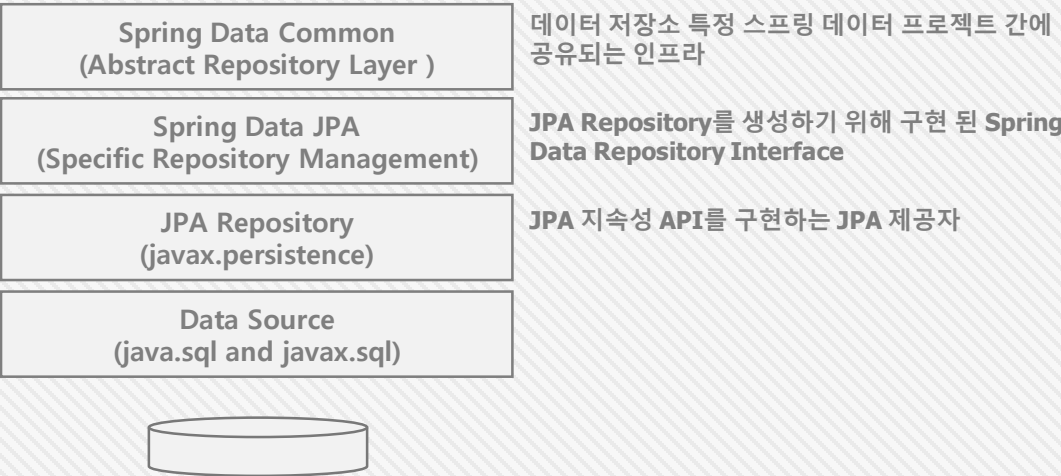 Spring Data Common
(Abstract Repository Layer )
데이터 저장소 특정 스프링 데이터 프로젝트 간에
공유되는 인프라
Spring Data JPA
(Specific Repository Management)
JPA Repository를 생성하기 위해 구현 된 Spring
Data Repository Interface
JPA Repository
(javax.persistence)
JPA 지속성 API를 구현하는 JPA 제공자
Data Source
(java.sql and javax.sql)